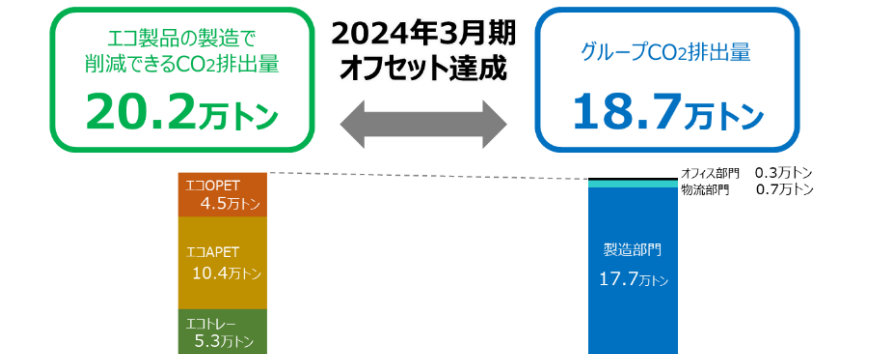 エコ製品の製造で
削減できるCO2排出量
20.2万トン
2024年3月期
オフセット達成
グループCO2排出量
18.7万トン
エコOPET
4.5万トン
エコAPET
10.4万トン
エコトレー
5.3万トン
オフィス部門 0.3万トン
物流部門 0.7万トン
製造部門
17.7万トン